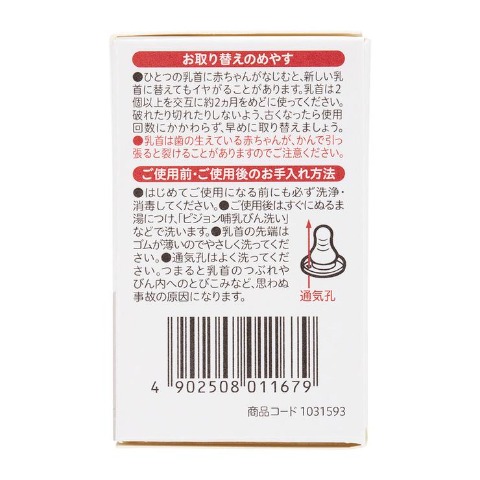 お取り替えのめやす
●ひとつの乳首に赤ちゃんがなじむと、新しい乳
首に替えてもイヤがることがあります。乳首は2
個以上を交互に約2ヵ月をめどに使ってください。
破れたり切れたりしないよう、古くなったら使用
回数にかかわらず、早めに取り替えましょう。
●乳首は歯の生えている赤ちゃんが、かんで引っ
張ると裂けることがありますのでご注意ください。
ご使用前・ご使用後のお手入れ方法
●はじめてご使用になる前にも必ず洗浄・
消毒してください。●ご使用後は、すぐにぬるま
湯につけ、「ピジョン哺乳びん洗い」
などで洗います。●乳首の先端は
ゴムが薄いのでやさしく洗ってくだ
さい。●通気孔はよく洗ってくださ
い。つまると乳首のつぶれや
びん内へのとびこみなど、思わぬ
事故の原因になります。
通気孔
4 902508 011679
商品コード 1031593